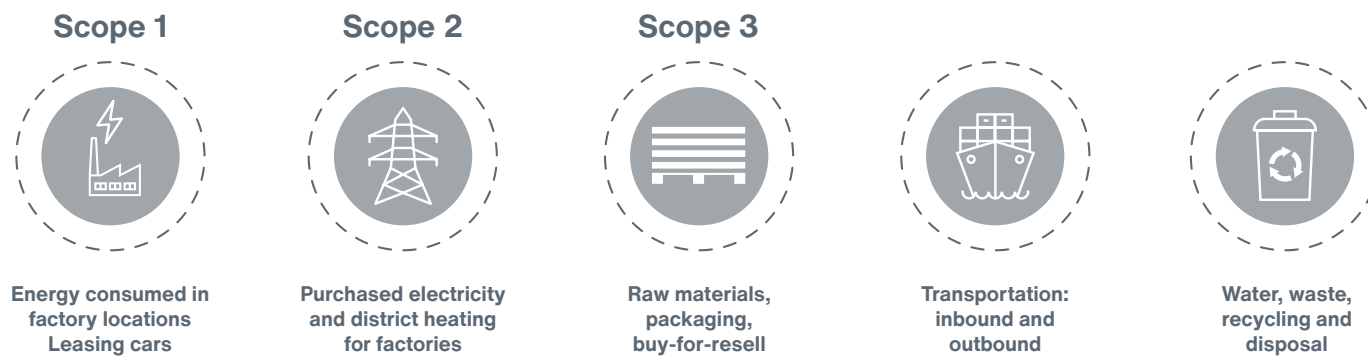 Scope 1
Scope 2
Scope 3
Energy consumed in
factory locations
Leasing cars
Purchased electricity
and district heating
for factories
Raw materials,
packaging,
buy-for-resell
Transportation:
inbound and
outbound
Water, waste,
recycling and
disposal